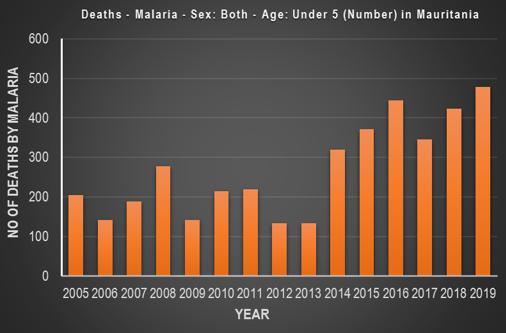 Deaths - Malaria - Sex: Both - Age: Under 5 (Number) in Mauritania
600
500
400
300
200
100
0
NO OF DEATHS BY MALARIA
2005 2006 2007 2008 2009 2010 2011 2012 2013 2014 2015 2016 2017 2018 2019
YEAR